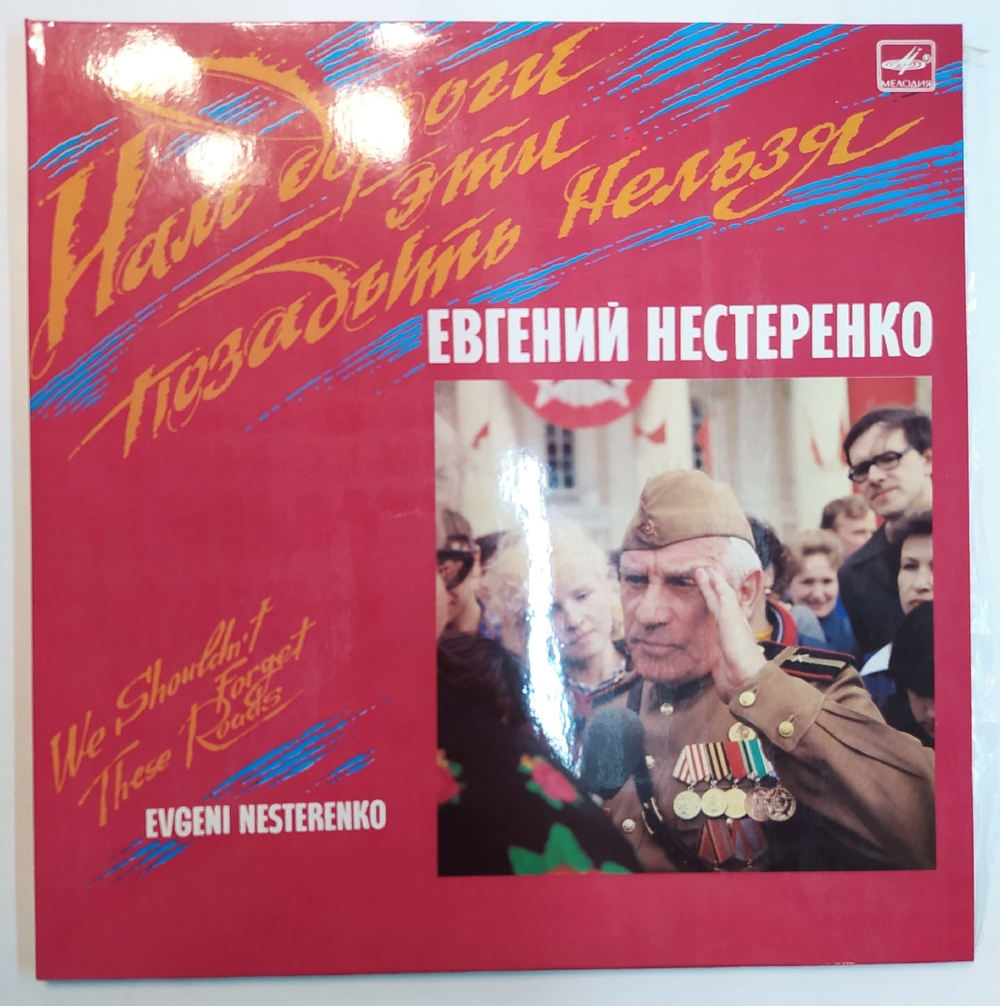 МЕЛОДИЯ
Нам дороги
эти
позабыть нельзя
ЕВГЕНИЙ НЕСТЕРЕНКО
We Shouldn't
Forget
These Roads
EVGENI NESTERENKO